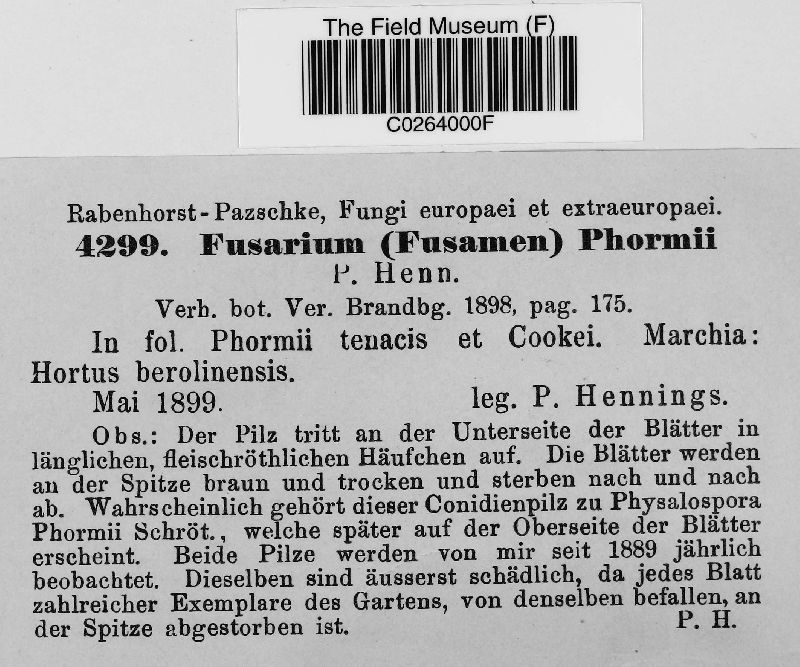 The Field Museum (F)
C0264000F
Rabenhorst-Pazschke, Fungi europaei et extraeuropaei.
4299. Fusarium (Fusamen) Phormii
P. Henn.
Verh. bot. Ver. Brandbg. 1898, pag. 175.
In fol. Phormii tenacis et Cookei. Marchia:
Hortus berolinensis.
Mai 1899. leg. P. Hennings.
Obs.: Der Pilz tritt an der Unterseite der Blätter in
länglichen, fleischröthlichen Häufchen auf. Die Blätter werden
an der Spitze braun und trocken und sterben nach und nach
ab. Wahrscheinlich gehört dieser Conidienpilz zu Physalospora
Phormii Schröt., welche später auf der Oberseite der Blätter
erscheint. Beide Pilze werden von mir seit 1889 jährlich
beobachtet. Dieselben sind äusserst schädlich, da jedes Blatt
zahlreicher Exemplare des Gartens, von denselben befallen, an
der Spitze abgestorben ist. P. H.